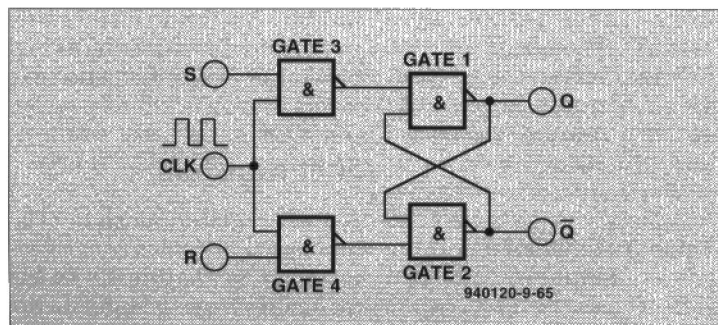 GATE 3
GATE 1
S
&
&
Q
CLK
R
&
&
Q̅
GATE 4
GATE 2
940120-9-65